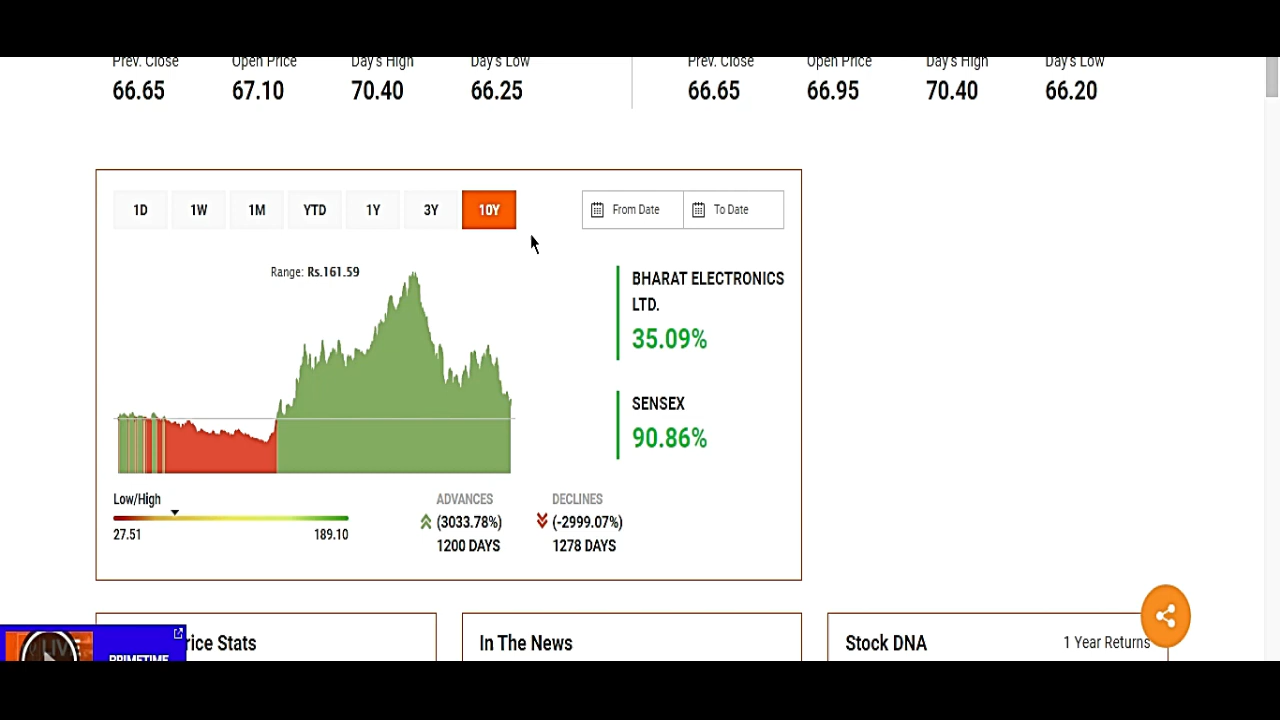 Prev. Close Open Price Day's High Day's Low Prev. Close Open Price Day's High Day's Low
66.65 67.10 70.40 66.25 66.65 66.95 70.40 66.20
1D 1W 1M YTD 1Y 3Y 10Y From Date To Date
Range: Rs.161.59
BHARAT ELECTRONICS
LTD.
35.09%
SENSEX
90.86%
Low/High
27.51 189.10
ADVANCES DECLINES
(3033.78%) (-2999.07%)
1200 DAYS 1278 DAYS
rice Stats In The News Stock DNA 1 Year Returns
LIVE
PRIMETIME